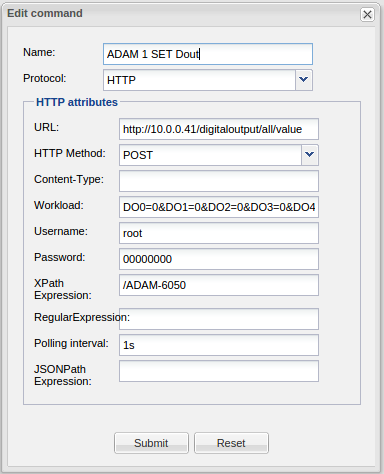 Edit command
Name: ADAM 1 SET Dout
Protocol: HTTP
HTTP attributes
URL: http://10.0.0.41/digitaloutput/all/value
HTTP Method: POST
Content-Type:
Workload: DO0=0&DO1=0&DO2=0&DO3=0&DO4
Username: root
Password: 00000000
XPath
Expression: /ADAM-6050
RegularExpression:
Polling interval: 1s
JSONPath
Expression:
Submit Reset